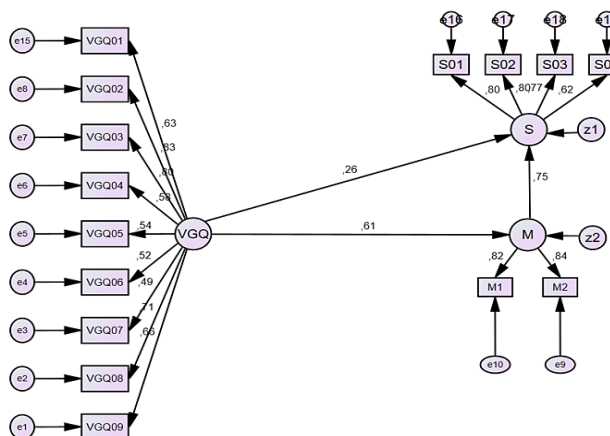 e15
VGQ01
e8
VGQ02
e7
VGQ03
e6
VGQ04
e5
VGQ05
e4
VGQ06
e3
VGQ07
e2
VGQ08
e1
VGQ09
,63
,83
,80
,58
,54
,52
,49
,71
,66
VGQ
,26
,61
e16
e17
e18
S01
S02
S03
,80
,80
,77
,62
S
z1
,75
M
z2
,82
,84
M1
M2
e10
e9